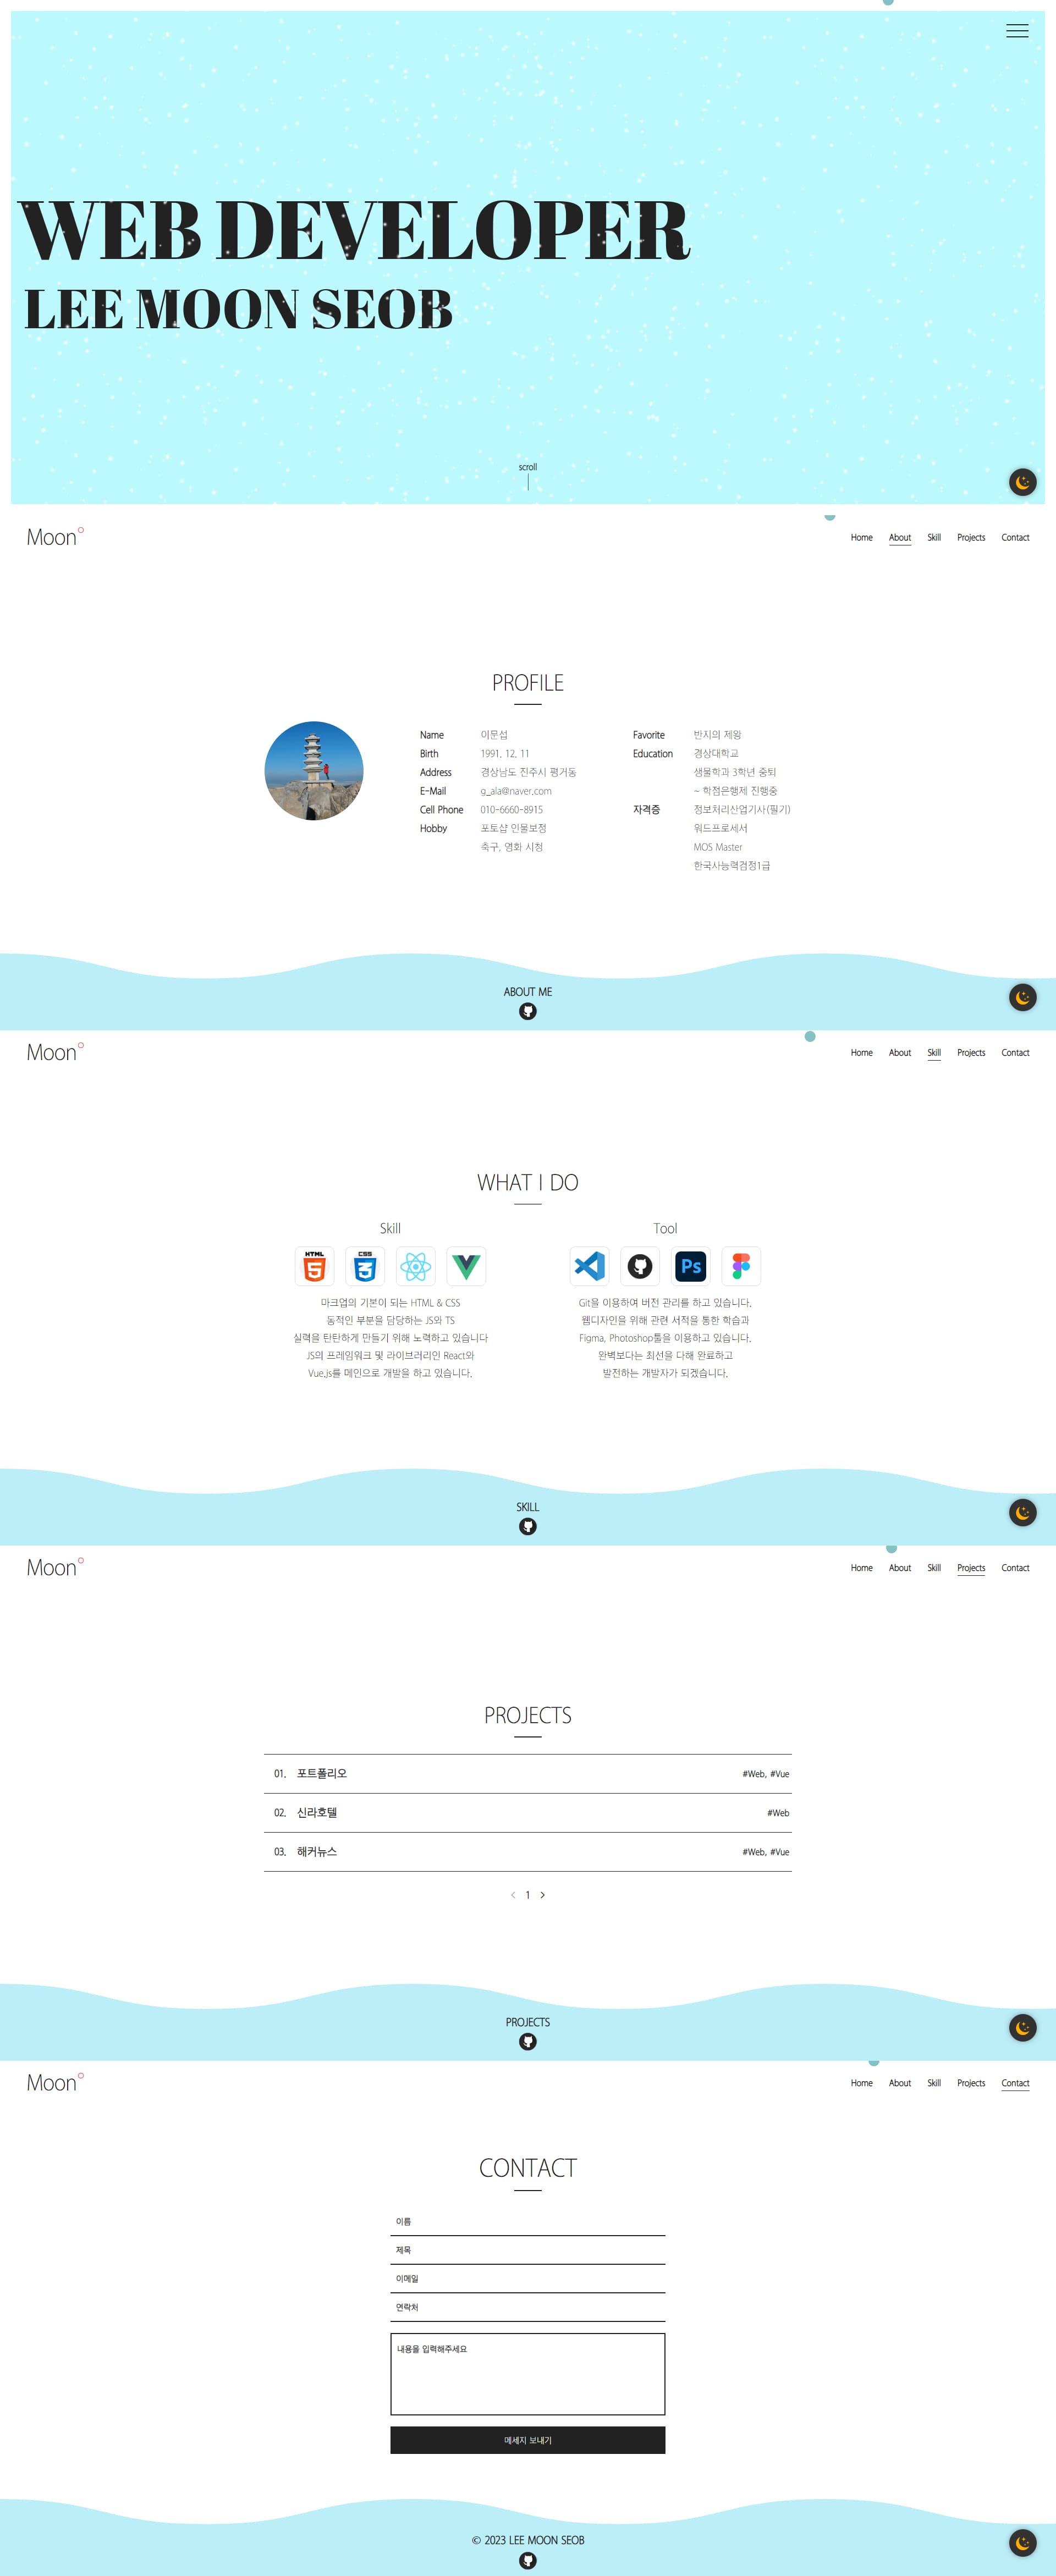 WEB DEVELOPER
LEE MOON SEOB
scroll
Moon
Home About Skill Projects Contact
PROFILE
Name 이문섭
Birth 1991. 12. 11
Address 경상남도 진주시 평거동
E-Mail g_ala@naver.com
Cell Phone 010-6660-8915
Hobby 포토샵 인물보정
축구, 영화 시청
Favorite 반지의 제왕
Education 경상대학교
생물학과 3학년 중퇴
~ 학점은행제 진행중
자격증 정보처리산업기사(필기)
워드프로세서
MOS Master
한국사능력검정1급
ABOUT ME
Moon
Home About Skill Projects Contact
WHAT I DO
Skill
HTML
5
CSS
3
마크업의 기본이 되는 HTML & CSS
동적인 부분을 담당하는 JS와 TS
실력을 탄탄하게 만들기 위해 노력하고 있습니다
JS의 프레임워크 및 라이브러리인 React와
Vue.js를 메인으로 개발을 하고 있습니다.
Tool
Ps
Git을 이용하여 버전 관리를 하고 있습니다.
웹디자인을 위해 관련 서적을 통한 학습과
Figma, Photoshop툴을 이용하고 있습니다.
완벽보다는 최선을 다해 완료하고
발전하는 개발자가 되겠습니다.
SKILL
Moon
Home About Skill Projects Contact
PROJECTS
01. 포트폴리오 #Web, #Vue
02. 신라호텔 #Web
03. 해커뉴스 #Web, #Vue
< 1 >
PROJECTS
Moon
Home About Skill Projects Contact
CONTACT
이름
제목
이메일
연락처
내용을 입력해주세요
메세지 보내기
© 2023 LEE MOON SEOB